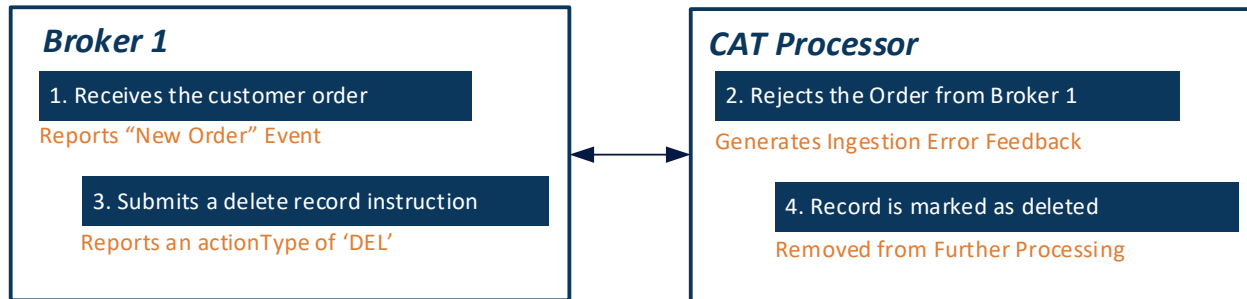 Broker 1
1. Receives the customer order
Reports “New Order” Event
3. Submits a delete record instruction
Reports an actionType of ‘DEL’
CAT Processor
2. Rejects the Order from Broker 1
Generates Ingestion Error Feedback
4. Record is marked as deleted
Removed from Further Processing